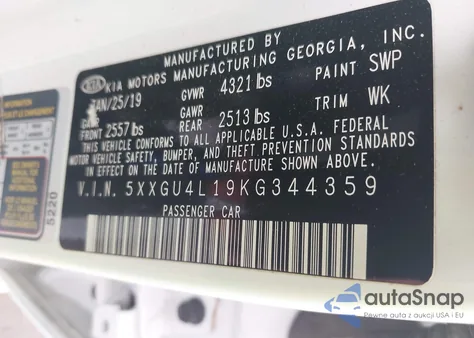 MANUFACTURED BY
KIA KIA MOTORS MANUFACTURING GEORGIA, INC.
JAN/25/19 GVWR 4321 lbs PAINT SWP
GAWR FRONT 2557 lbs GAWR REAR 2513 lbs TRIM WK
THIS VEHICLE CONFORMS TO ALL APPLICABLE U.S.A. FEDERAL
MOTOR VEHICLE SAFETY, BUMPER, AND THEFT PREVENTION STANDARDS
IN EFFECT ON THE DATE OF MANUFACTURE SHOWN ABOVE.
V.I.N. 5XXGU4L19KG344359
PASSENGER CAR
5220
autaSnap
Pewne auta z aukcji USA i EU